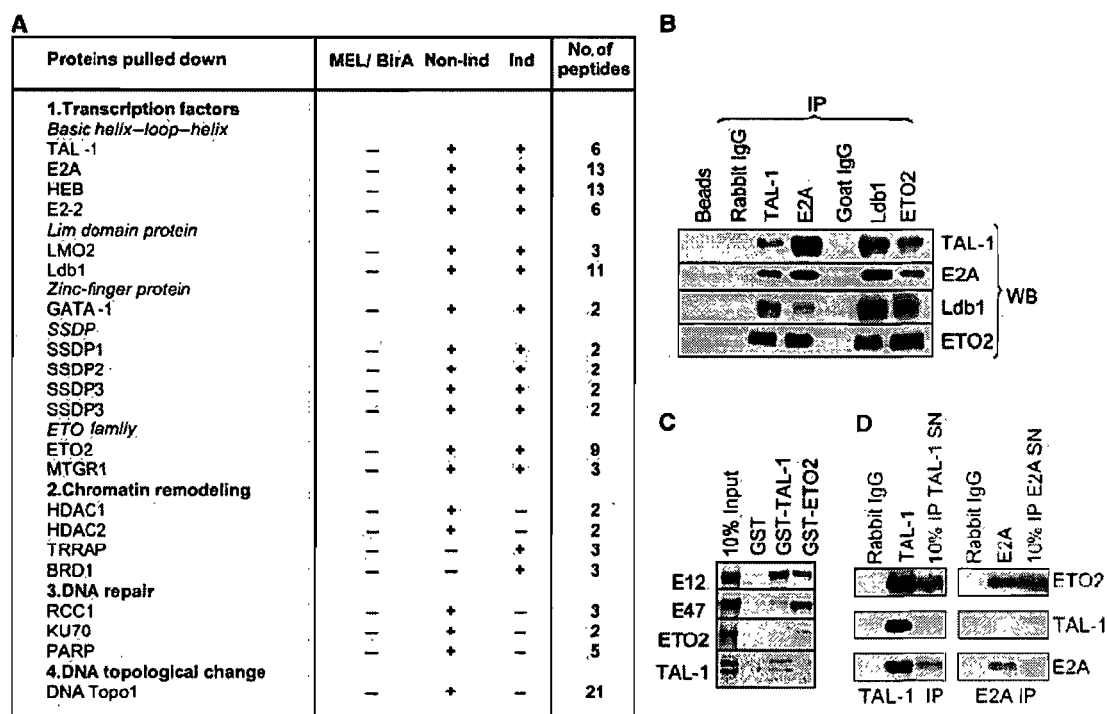 A
Proteins pulled down MEL/ BirA Non-Ind Ind No. of peptides
1.Transcription factors
Basic helix–loop–helix
TAL -1 – + + 6
E2A – + + 13
HEB – + + 13
E2-2 – + + 6
Lim domain protein
LMO2 – + + 3
Ldb1 – + + 11
Zinc-finger protein
GATA -1 – + + 2
SSDP
SSDP1 – + + 2
SSDP2 – + + 2
SSDP3 – + + 2
SSDP3 – + + 2
ETO family
ETO2 – + + 9
MTGR1 – + + 3
2.Chromatin remodeling
HDAC1 – + – 2
HDAC2 – + – 2
TRRAP – – + 3
BRD1 – – + 3
3.DNA repair
RCC1 – + – 3
KU70 – + – 2
PARP – + – 5
4.DNA topological change
DNA Topo1 – + – 21
B
IP
Beads
Rabbit IgG
TAL-1
E2A
Goat IgG
Ldb1
ETO2
TAL-1
E2A
Ldb1
ETO2
WB
C
10% Input
GST
GST-TAL-1
GST-ETO2
E12
E47
ETO2
TAL-1
D
Rabbit IgG
TAL-1
10% IP TAL-1 SN
Rabbit IgG
E2A
10% IP E2A SN
ETO2
TAL-1
E2A
TAL-1 IP
E2A IP